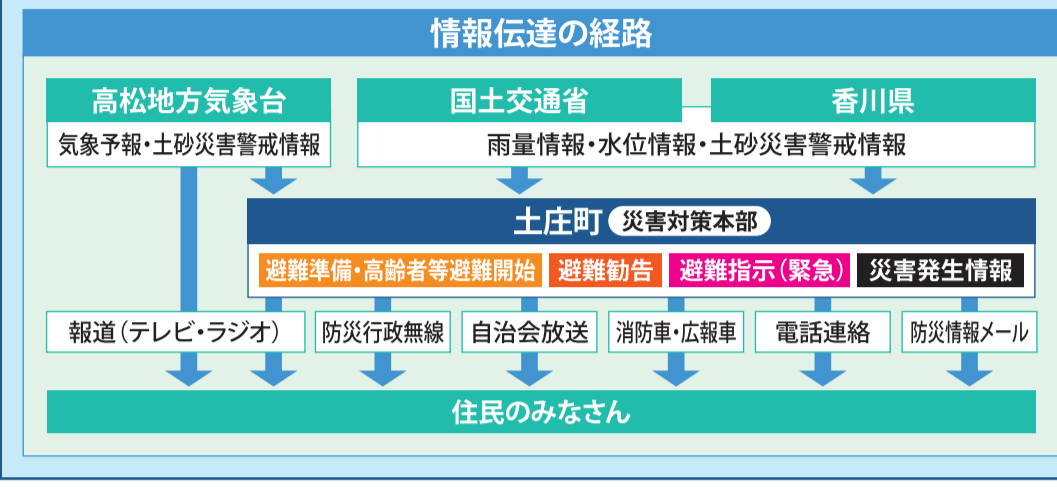 情報伝達の経路
高松地方気象台
気象予報・土砂災害警戒情報
国土交通省
香川県
雨量情報・水位情報・土砂災害警戒情報
土庄町 災害対策本部
避難準備・高齢者等避難開始 避難勧告 避難指示(緊急) 災害発生情報
報道(テレビ・ラジオ) 防災行政無線 自治会放送 消防車・広報車 電話連絡 防災情報メール
住民のみなさん